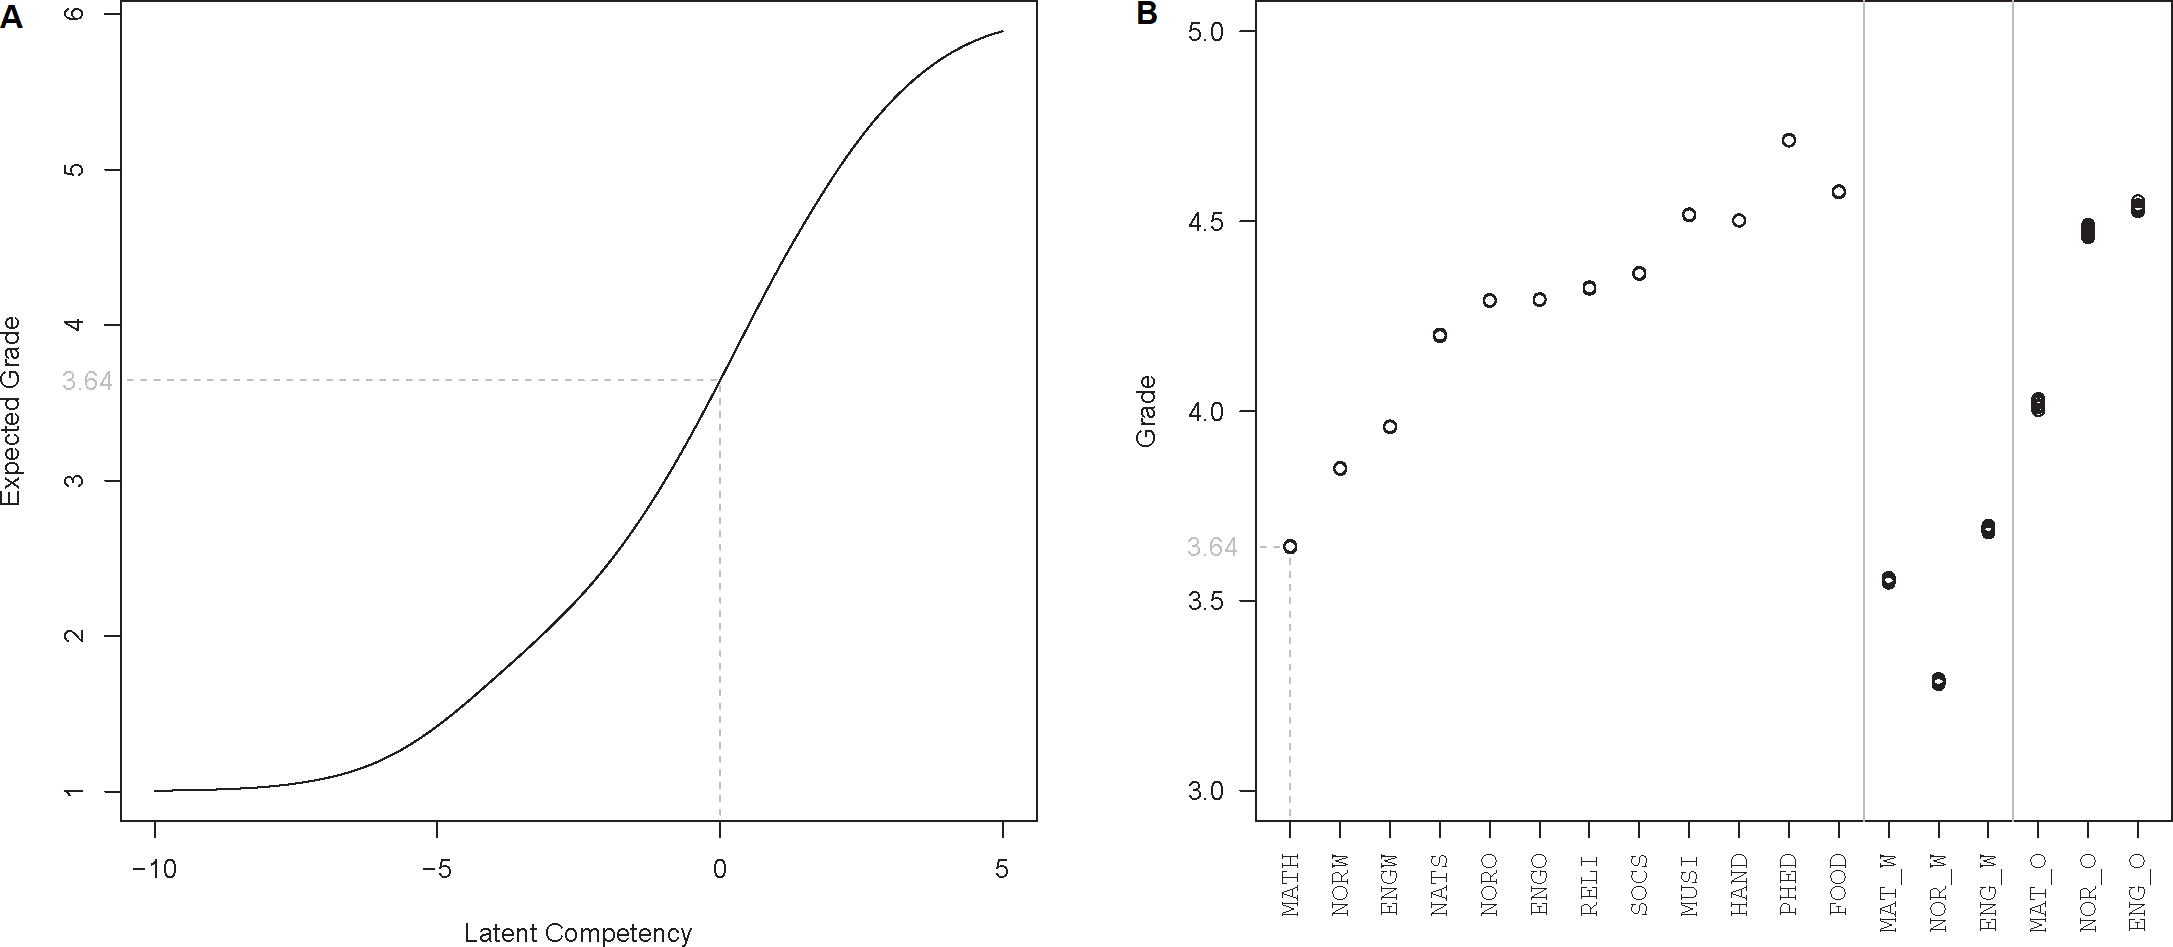 A
6
5
4
3.64
3
2
1
Expected Grade
−10
−5
0
5
Latent Competency
B
5.0
4.5
4.0
3.64
3.5
3.0
Grade
MATH
NORW
ENGW
NATS
NORO
ENGO
RELI
SOCS
MUSI
HAND
PHED
FOOD
MAT_W
NOR_W
ENG_W
MAT_O
NOR_O
ENG_O